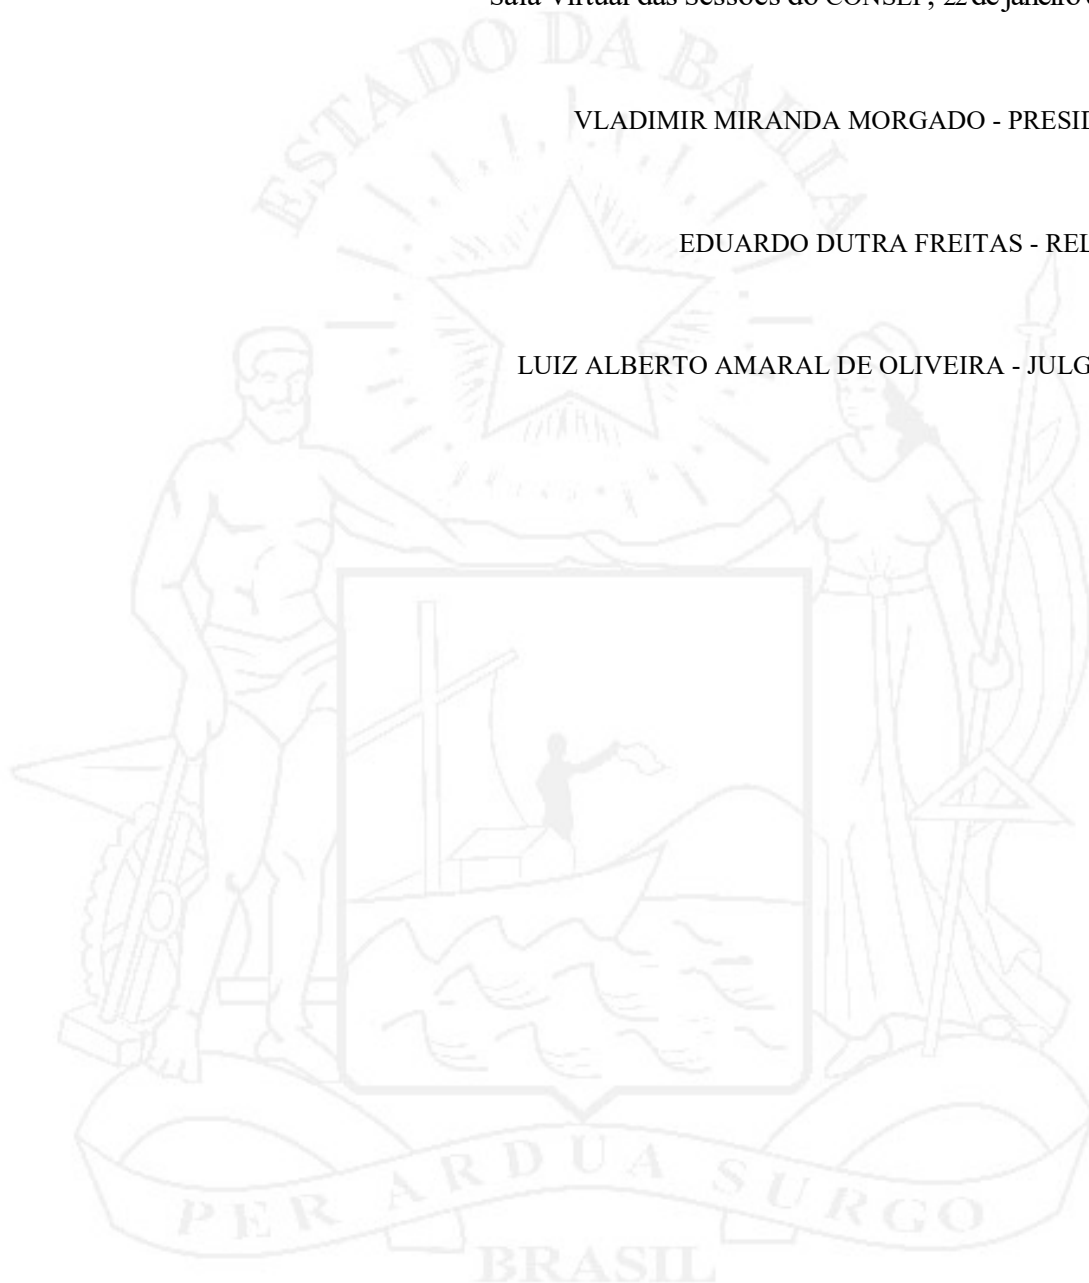 Sala Virtual das Sessões do CONSEF, 22 de janeiro
VLADIMIR MIRANDA MORGADO - PRESID
EDUARDO DUTRA FREITAS - REL
LUIZ ALBERTO AMARAL DE OLIVEIRA - JULG
ESTADO DA BAHIA
PER ARDUA SURGO
BRASIL